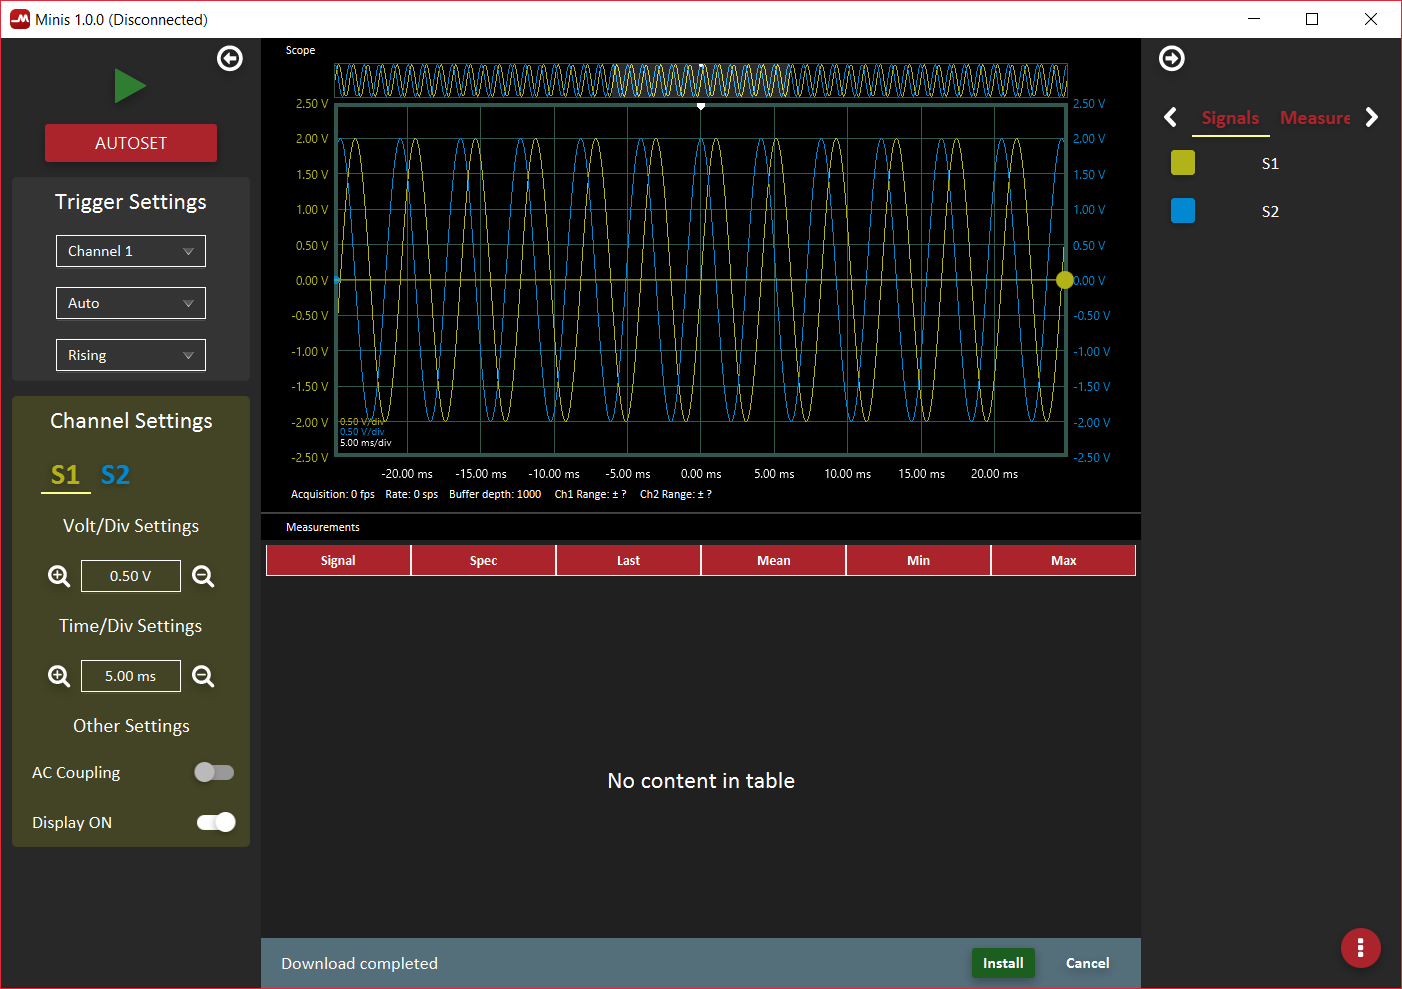 Minis 1.0.0 (Disconnected)
AUTOSET
Trigger Settings
Channel 1
Auto
Rising
Channel Settings
S1 S2
Volt/Div Settings
0.50 V
Time/Div Settings
5.00 ms
Other Settings
AC Coupling
Display ON
Scope
2.50 V 2.50 V
2.00 V 2.00 V
1.50 V 1.50 V
1.00 V 1.00 V
0.50 V 0.50 V
0.00 V 0.00 V
-0.50 V -0.50 V
-1.00 V -1.00 V
-1.50 V -1.50 V
-2.00 V -2.00 V
0.50 V/div
0.50 V/div
5.00 ms/div
-2.50 V -2.50 V
-20.00 ms -15.00 ms -10.00 ms -5.00 ms 0.00 ms 5.00 ms 10.00 ms 15.00 ms 20.00 ms
Acquisition: 0 fps Rate: 0 sps Buffer depth: 1000 Ch1 Range: ± ? Ch2 Range: ± ?
Measurements
Signal Spec Last Mean Min Max
No content in table
Download completed Install Cancel
Signals Measure
S1
S2